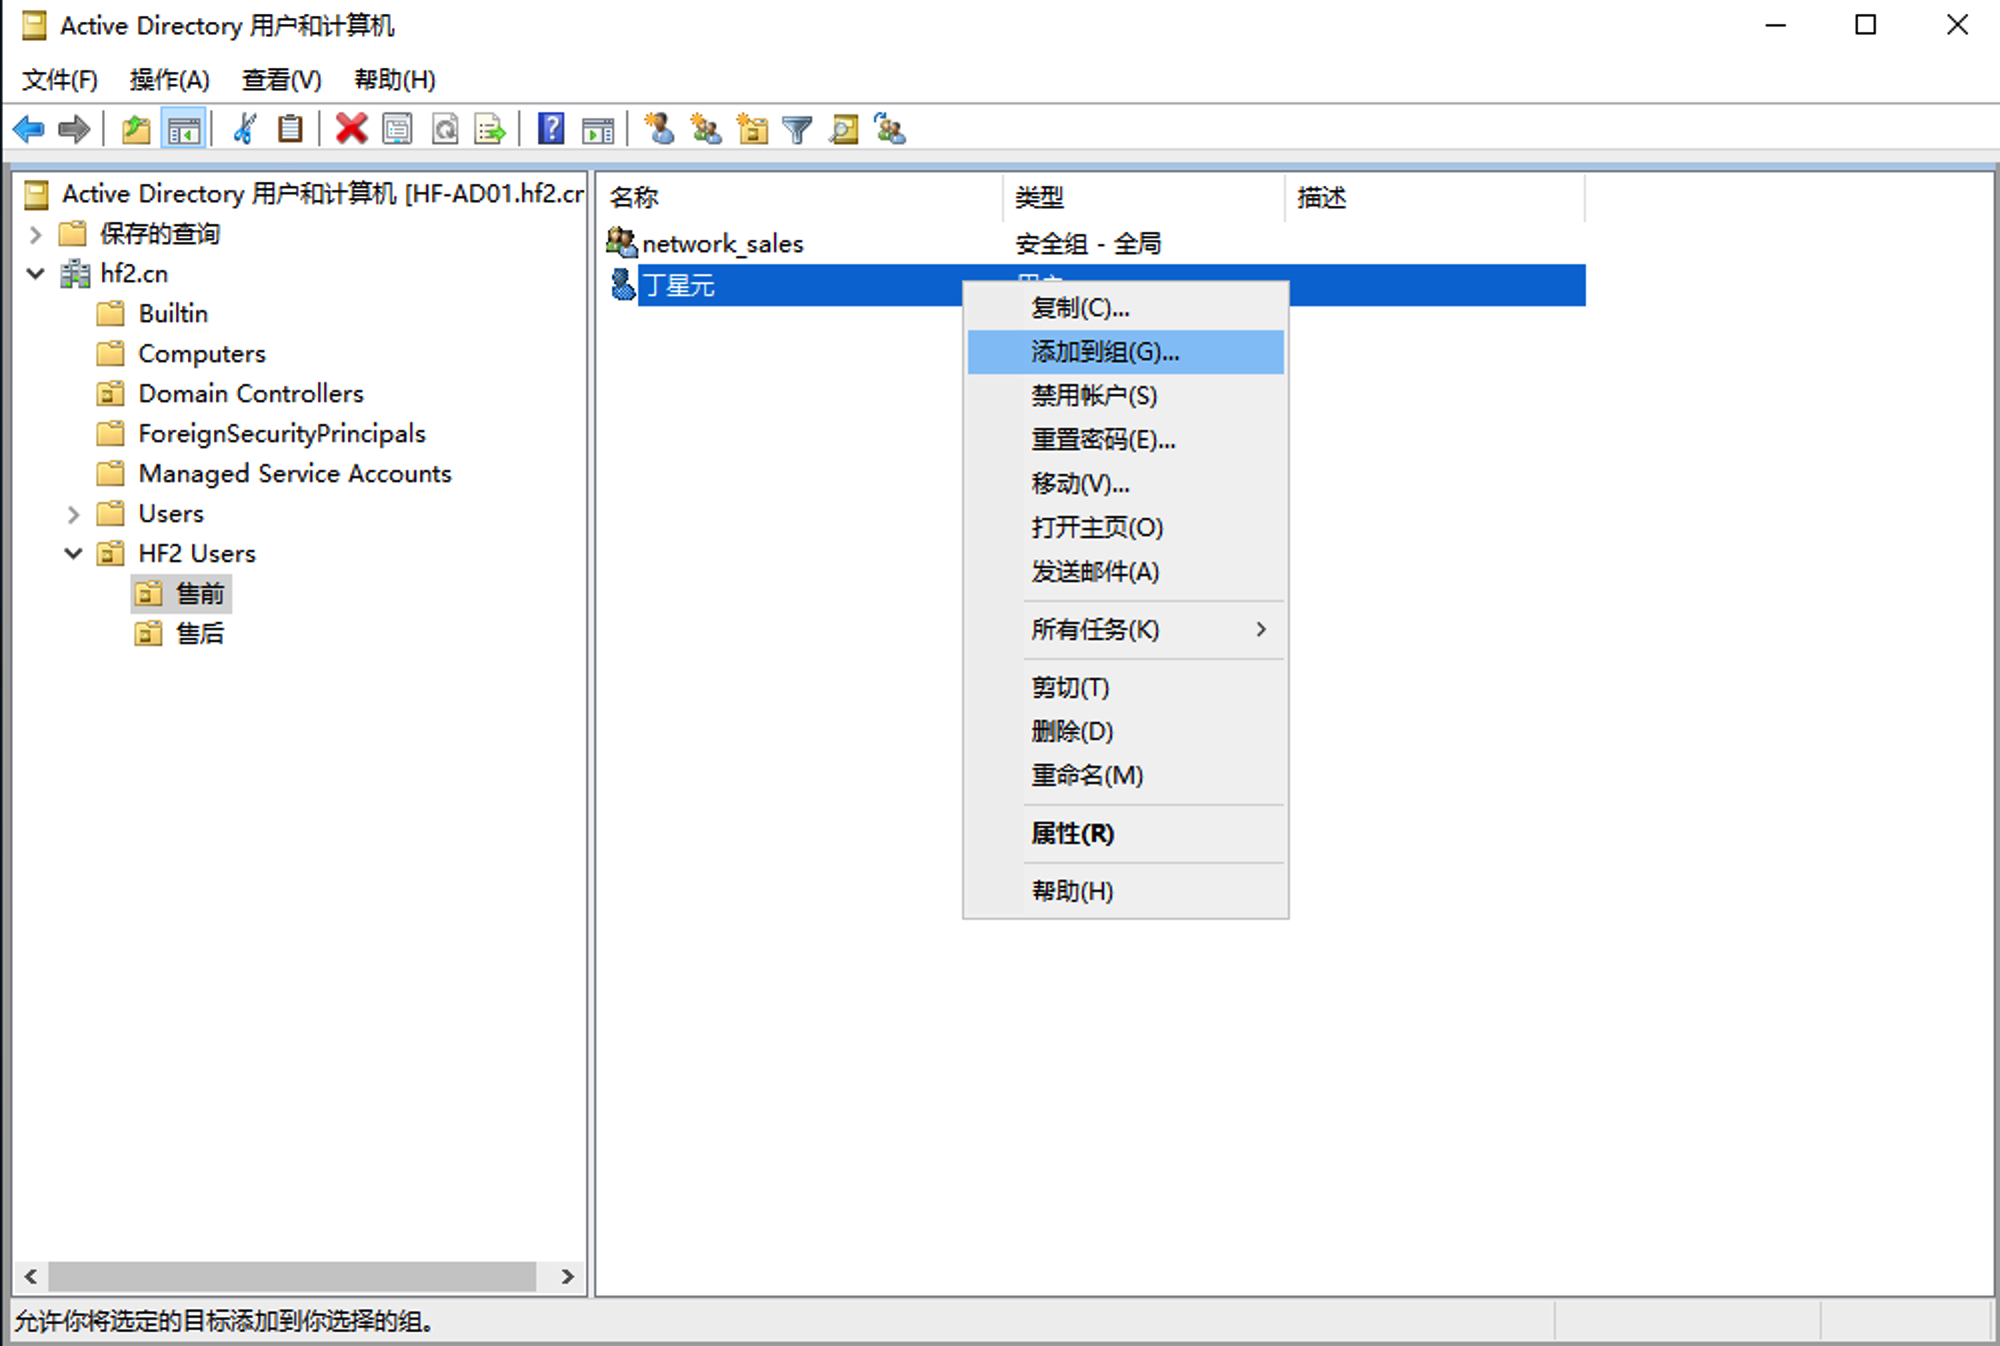 Active Directory 用户和计算机
文件(F) 操作(A) 查看(V) 帮助(H)
Active Directory 用户和计算机 [HF-AD01.hf2.cn
保存的查询
hf2.cn
Builtin
Computers
Domain Controllers
ForeignSecurityPrincipals
Managed Service Accounts
Users
HF2 Users
售前
售后
名称 类型 描述
network_sales 安全组 - 全局
丁星元
复制(C)...
添加到组(G)...
禁用帐户(S)
重置密码(E)...
移动(V)...
打开主页(O)
发送邮件(A)
所有任务(K)
剪切(T)
删除(D)
重命名(M)
属性(R)
帮助(H)
允许你将选定的目标添加到你选择的组。